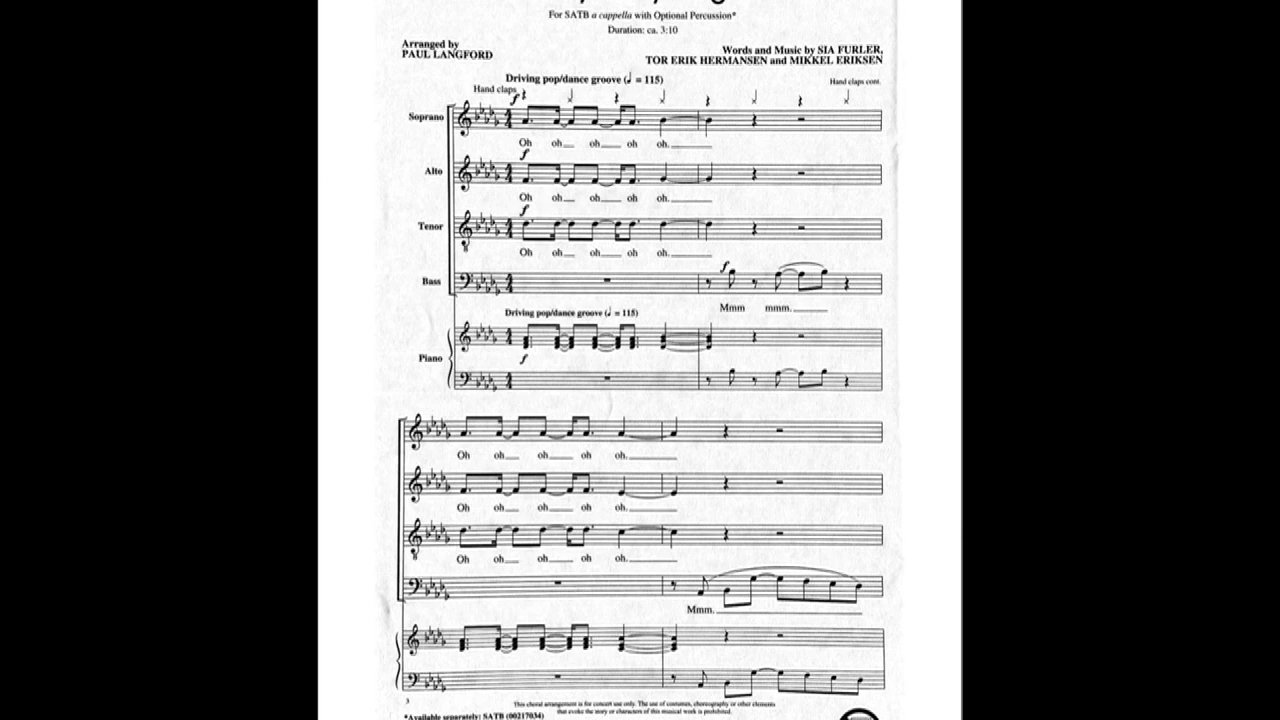 For SATB a cappella with Optional Percussion*
Duration: ca. 3:10
Arranged by
PAUL LANGFORD
Words and Music by SIA FURLER,
TOR ERIK HERMANSEN and MIKKEL ERIKSEN
Driving pop/dance groove (♩ = 115)
Hand claps
Hand claps cont.
f
Soprano
Oh oh oh oh oh.
f
Alto
Oh oh oh oh oh.
f
Tenor
Oh oh oh oh oh.
f
Bass
Mmm mmm.
Driving pop/dance groove (♩ = 115)
Piano
f
Oh oh oh oh oh.
Oh oh oh oh oh.
8
Oh oh oh oh oh.
Mmm.
3
This choral arrangement is for concert use only. The use of costumes, choreography or other elements
that evoke the story or characters of this musical work is prohibited.
*Available separately: SATB (00217034)